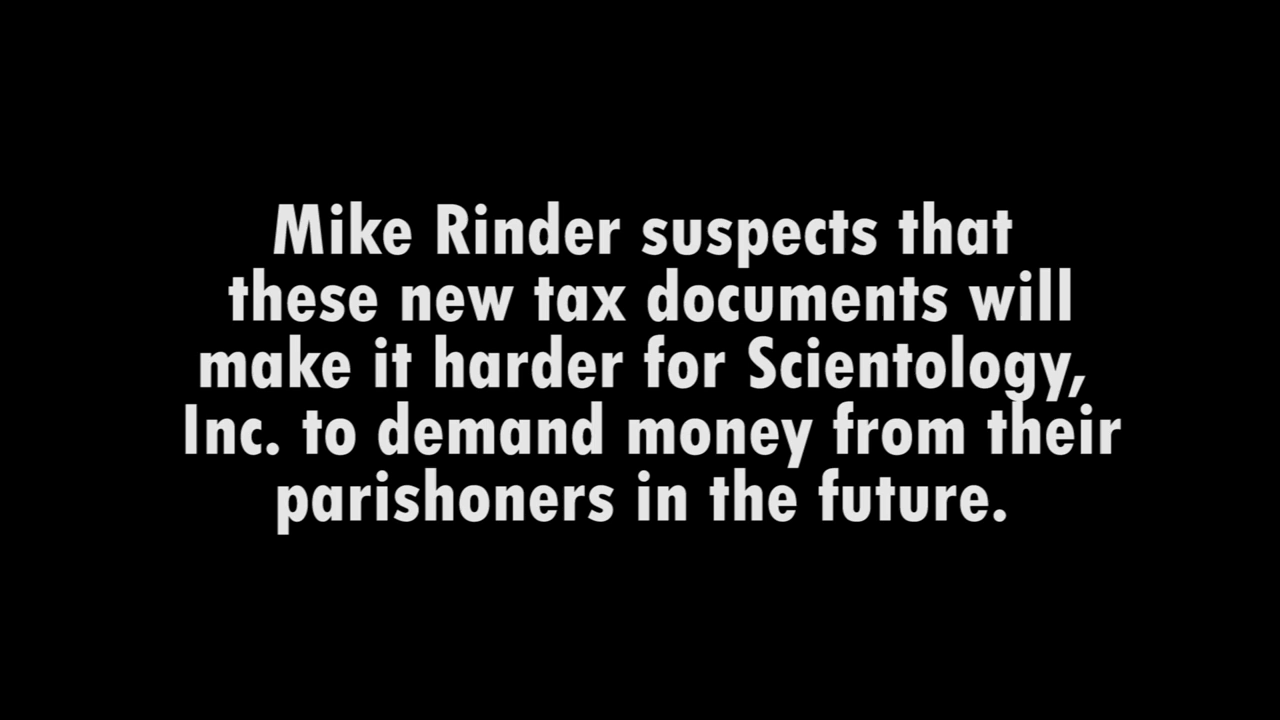 Mike Rinder suspects that
these new tax documents will
make it harder for Scientology,
Inc. to demand money from their
parishoners in the future.